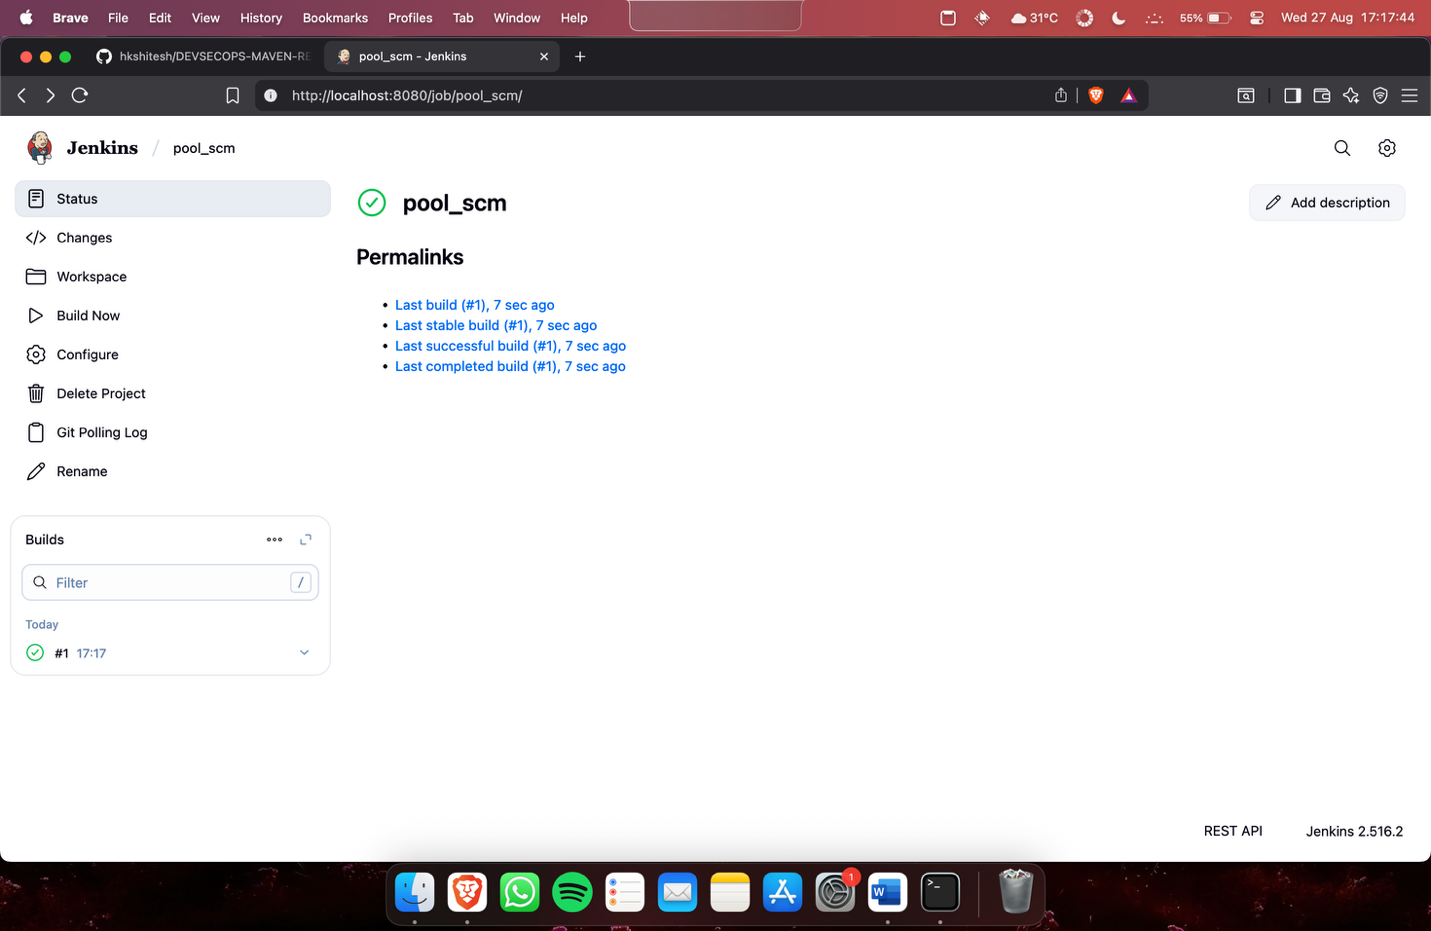 Brave File Edit View History Bookmarks Profiles Tab Window Help 31°C 55% Wed 27 Aug 17:17:44
hkshitesh/DEVSECOPS-MAVEN-RE pool_scm - Jenkins
http://localhost:8080/job/pool_scm/
Jenkins / pool_scm
Status
Changes
Workspace
Build Now
Configure
Delete Project
Git Polling Log
Rename
Builds
Filter /
Today
#1 17:17
pool_scm
Add description
Permalinks
• Last build (#1), 7 sec ago
• Last stable build (#1), 7 sec ago
• Last successful build (#1), 7 sec ago
• Last completed build (#1), 7 sec ago
REST API Jenkins 2.516.2
1
W
>_